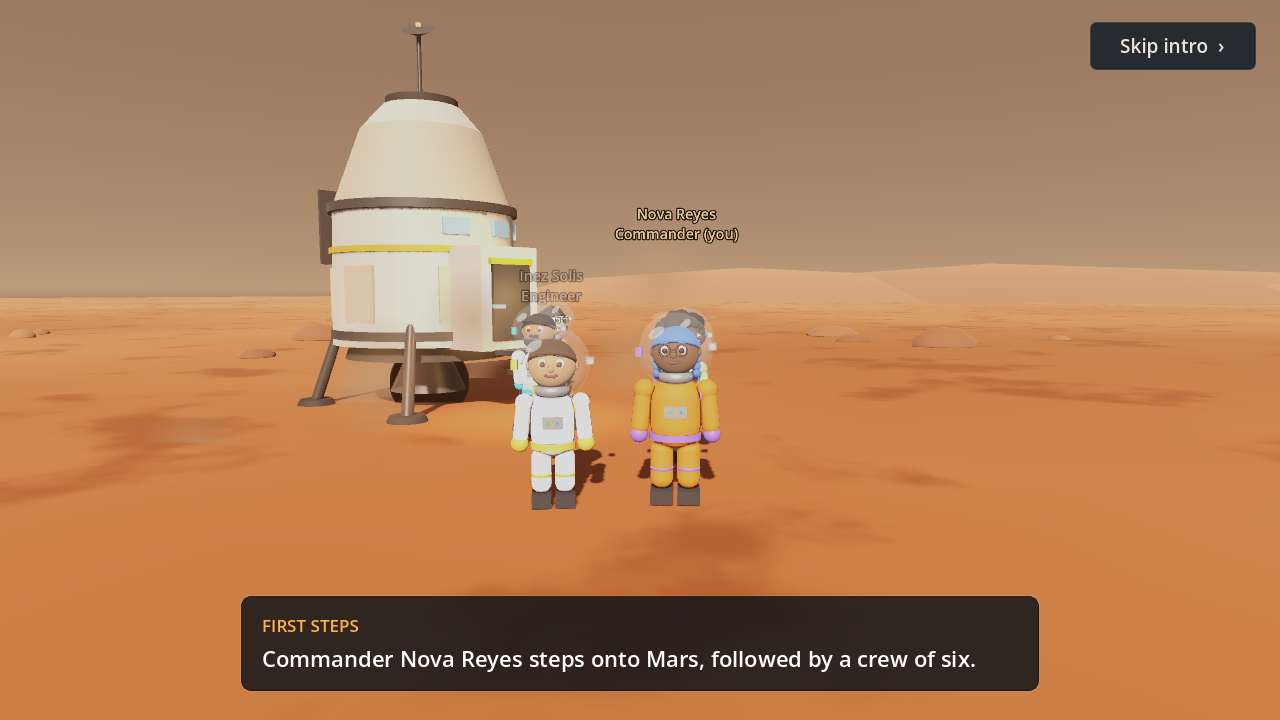 Skip intro ›
Nova Reyes
Commander (you)
Inez Solis
Engineer
FIRST STEPS
Commander Nova Reyes steps onto Mars, followed by a crew of six.